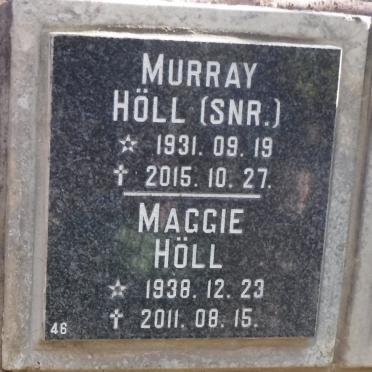 MURRAY
HÖLL (SNR.)
☆ 1931. 09. 19
✝ 2015. 10. 27.
MAGGIE
HÖLL
☆ 1938. 12. 23
✝ 2011. 08. 15.
46